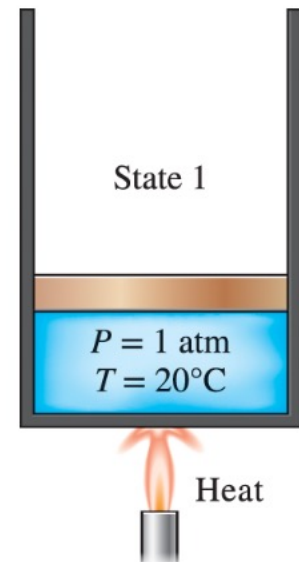 State 1
P = 1 atm
T = 20°C
Heat